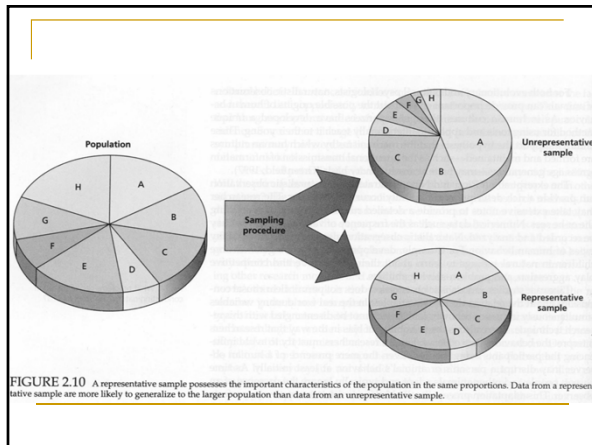 Population
H
A
G
B
F
C
E
D
Sampling
procedure
G
H
F
E
D
A
C
B
Unrepresentative
sample
H
A
G
B
F
C
E
D
Representative
sample
FIGURE 2.10 A representative sample possesses the important characteristics of the population in the same proportions. Data from a represen-
tative sample are more likely to generalize to the larger population than data from an unrepresentative sample.